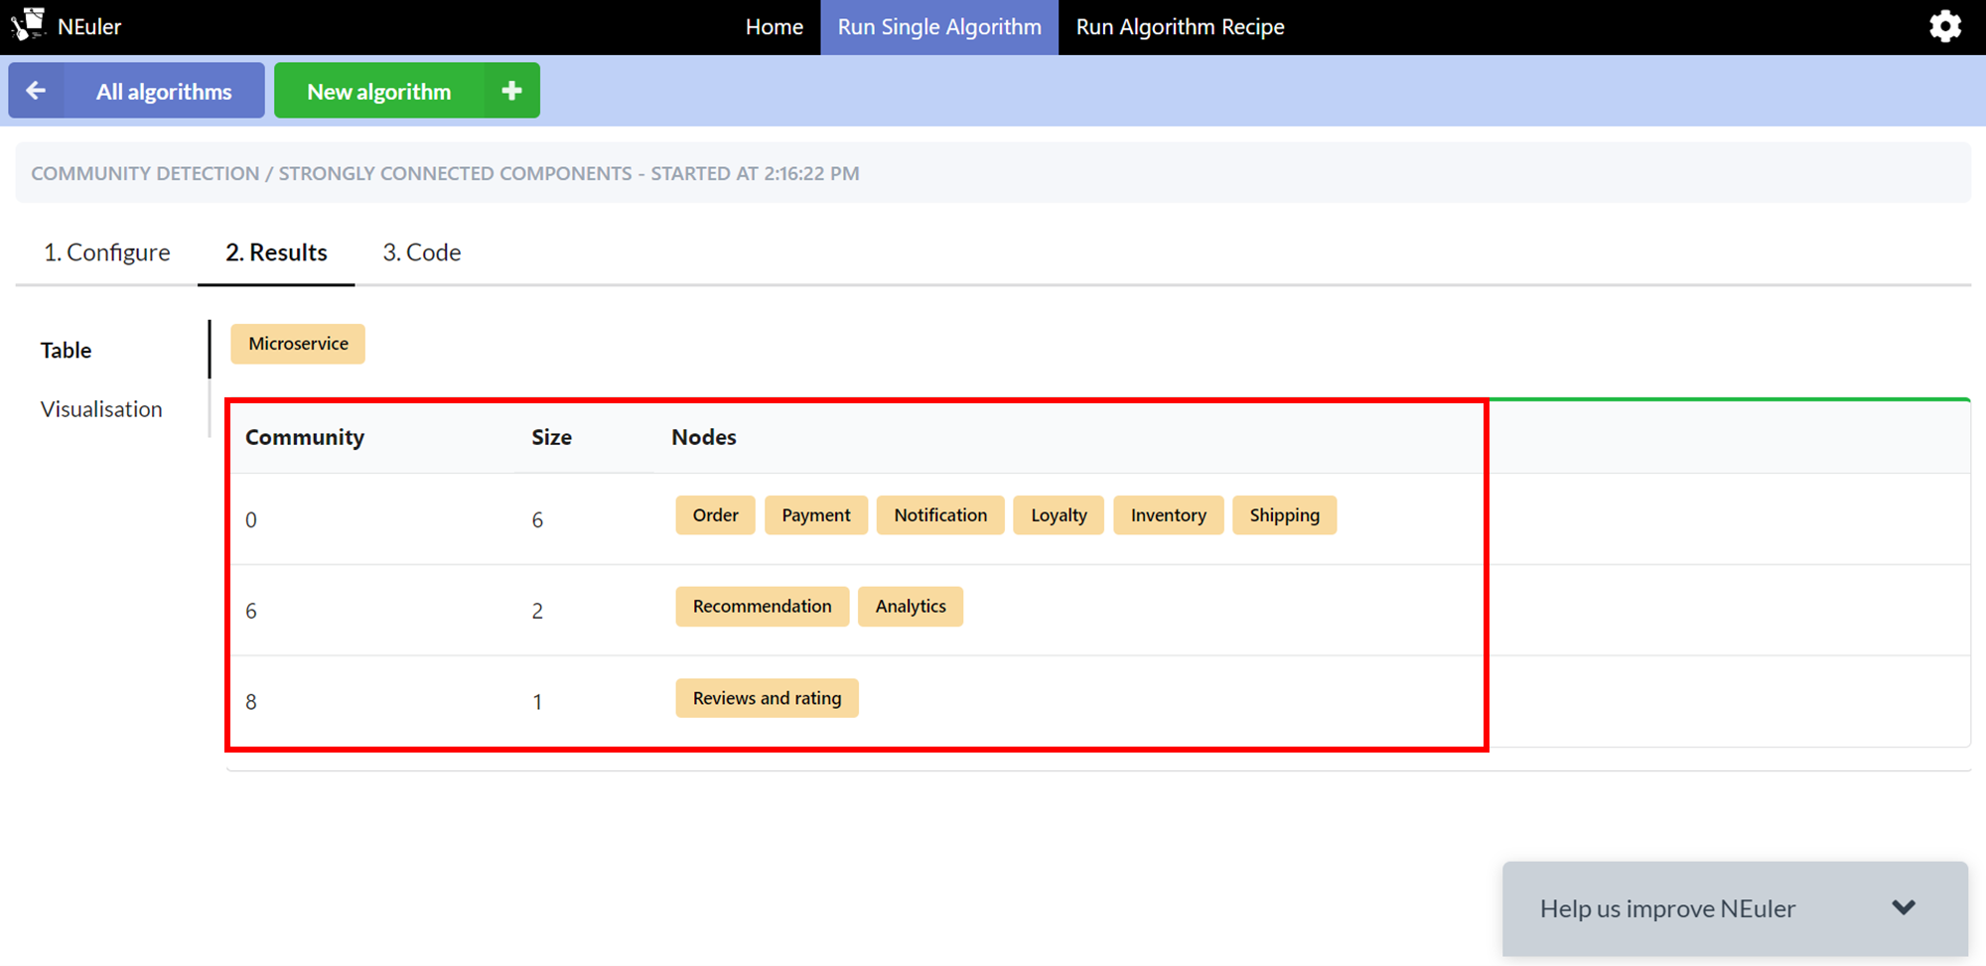 NEuler Home Run Single Algorithm Run Algorithm Recipe
All algorithms New algorithm
COMMUNITY DETECTION / STRONGLY CONNECTED COMPONENTS - STARTED AT 2:16:22 PM
1. Configure 2. Results 3. Code
Table Microservice
Visualisation
Community Size Nodes
0 6 Order Payment Notification Loyalty Inventory Shipping
6 2 Recommendation Analytics
8 1 Reviews and rating
Help us improve NEuler